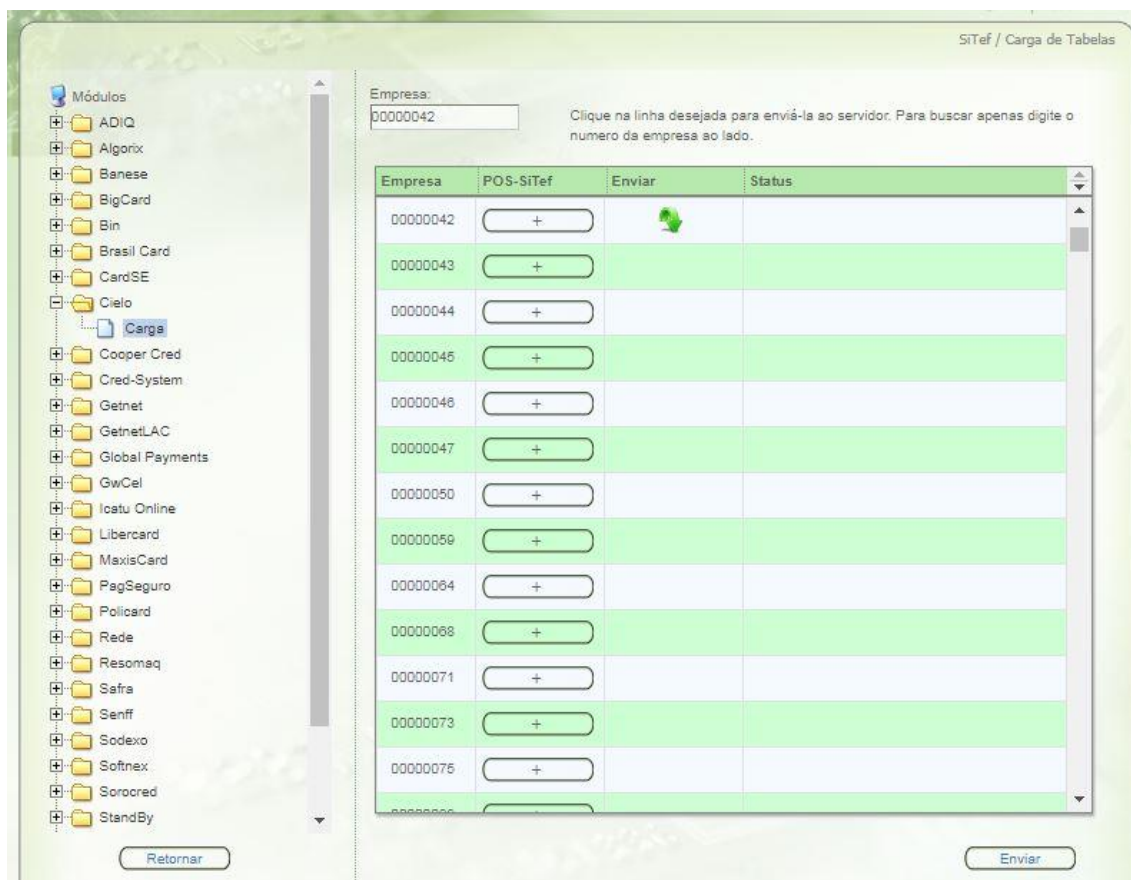 SiTef / Carga de Tabelas
Módulos
ADIQ
Algorix
Banese
BigCard
Bin
Brasil Card
CardSE
Cielo
Carga
Cooper Cred
Cred-System
Getnet
GetnetLAC
Global Payments
GwCel
Icatu Online
Libercard
MaxisCard
PagSeguro
Policard
Rede
Resomaq
Safra
Senff
Sodexo
Softnex
Sorocred
StandBy
Retornar
Empresa:
00000042
Clique na linha desejada para enviá-la ao servidor. Para buscar apenas digite o
numero da empresa ao lado.
Empresa POS-SiTef Enviar Status
00000042 +
00000043 +
00000044 +
00000045 +
00000046 +
00000047 +
00000050 +
00000059 +
00000064 +
00000068 +
00000071 +
00000073 +
00000075 +
Enviar